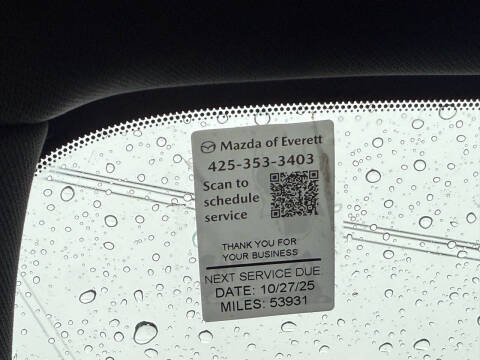 Mazda of Everett
425-353-3403
Scan to
schedule
service
THANK YOU FOR
YOUR BUSINESS
NEXT SERVICE DUE
DATE: 10/27/25
MILES: 53931